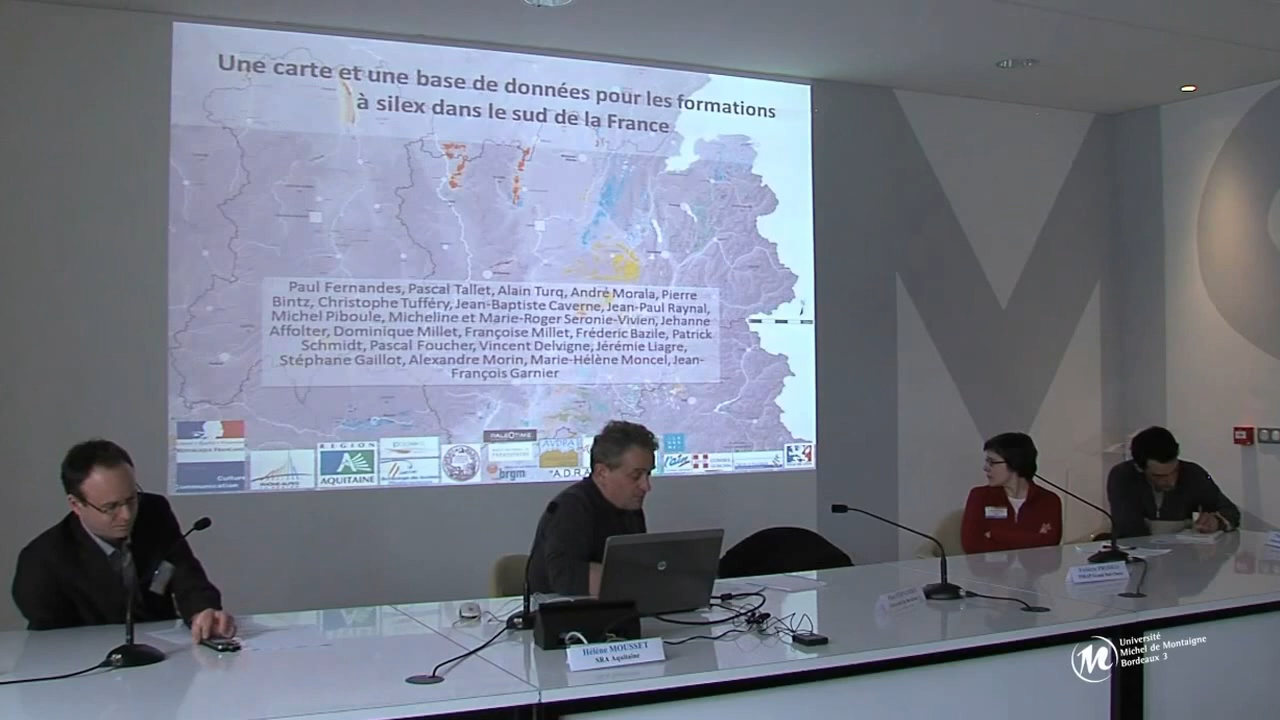 Une carte et une base de données pour les formations
à silex dans le sud de la France
Paul Fernandes, Pascal Tallet, Alain Turq, André Morala, Pierre
Bintz, Christophe Tufféry, Jean-Baptiste Caverne, Jean-Paul Raynal,
Michel Piboule, Micheline et Marie-Roger Seronie-Vivien, Jehanne
Affolter, Dominique Millet, Françoise Millet, Fréderic Bazile, Patrick
Schmidt, Pascal Foucher, Vincent Delvigne, Jérémie Liagre,
Stéphane Gaillot, Alexandre Morin, Marie-Hélène Moncel, Jean-
François Garnier
RÉGION
AQUITAINE
brgm
Hélène MOUSSET
SRA Aquitaine
Université
Michel de Montaigne
Bordeaux 3